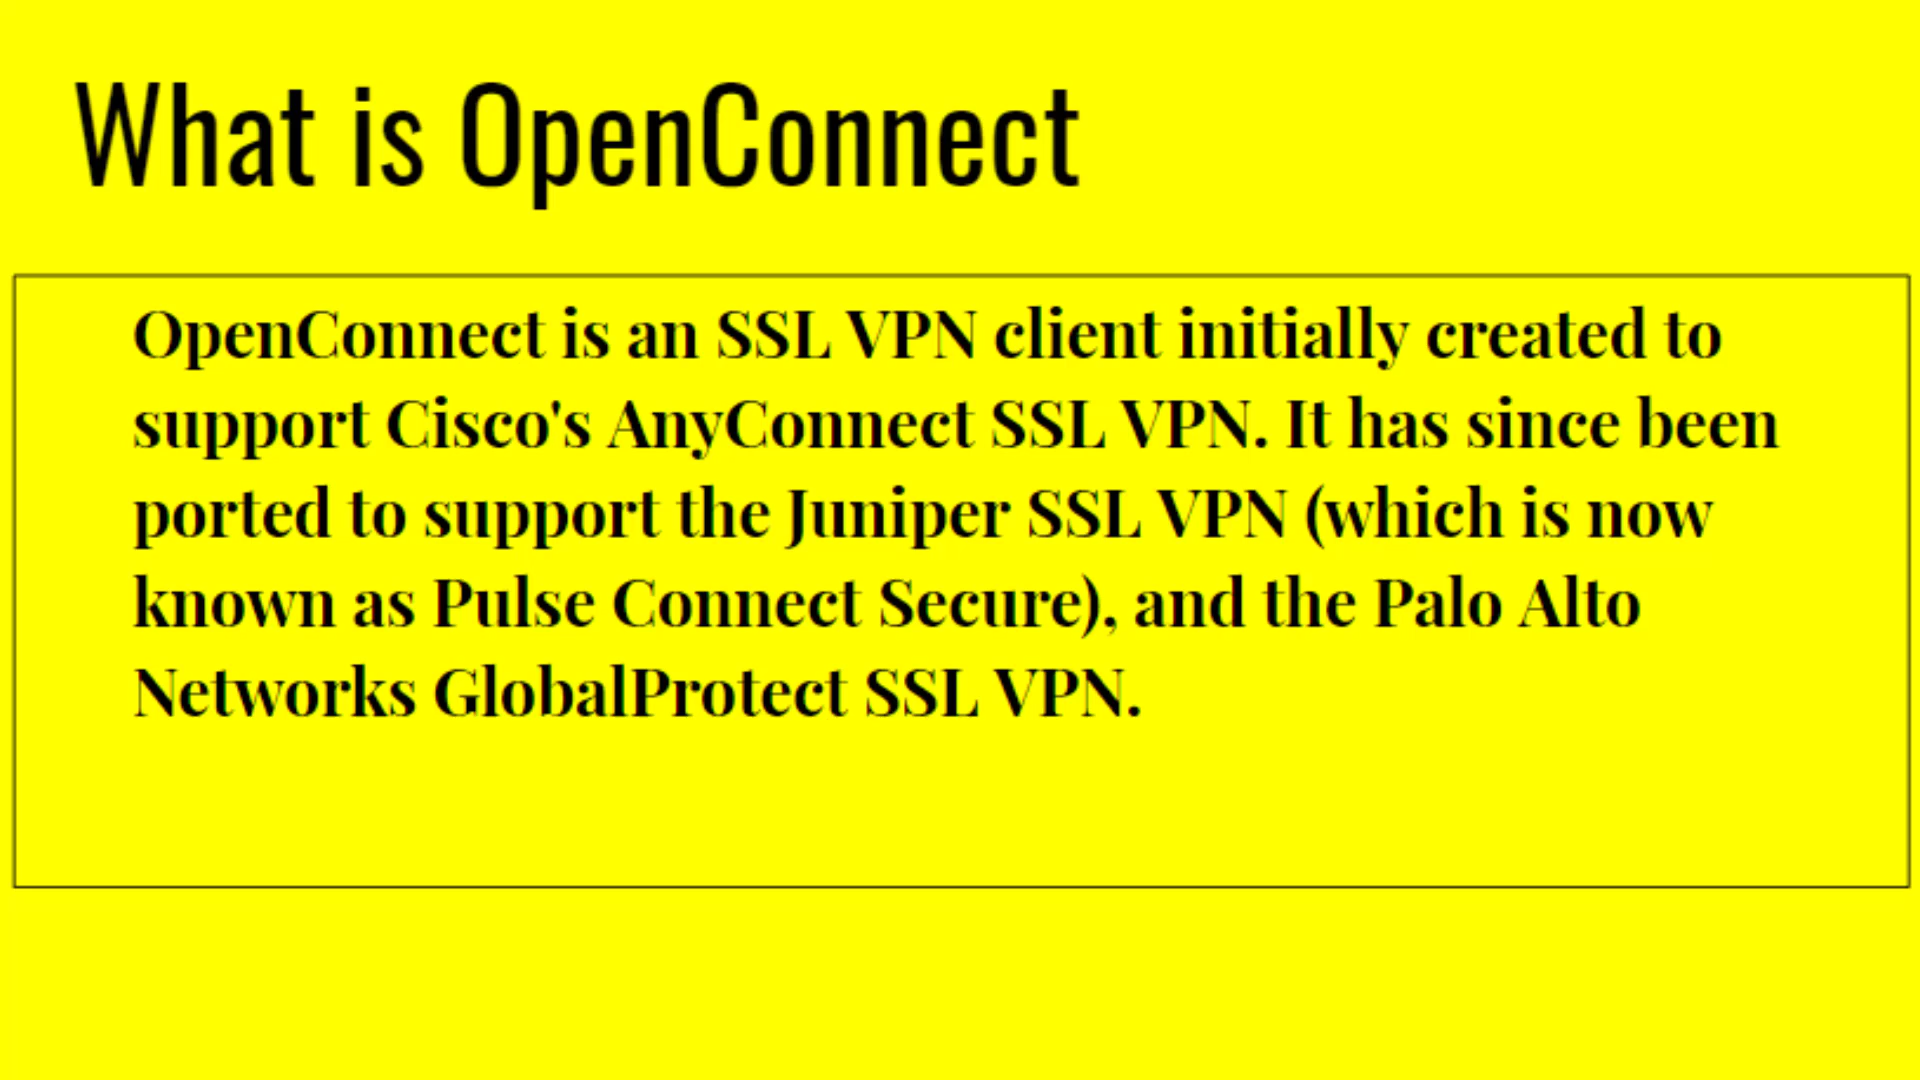 What is OpenConnect
OpenConnect is an SSL VPN client initially created to
support Cisco's AnyConnect SSL VPN. It has since been
ported to support the Juniper SSL VPN (which is now
known as Pulse Connect Secure), and the Palo Alto
Networks GlobalProtect SSL VPN.